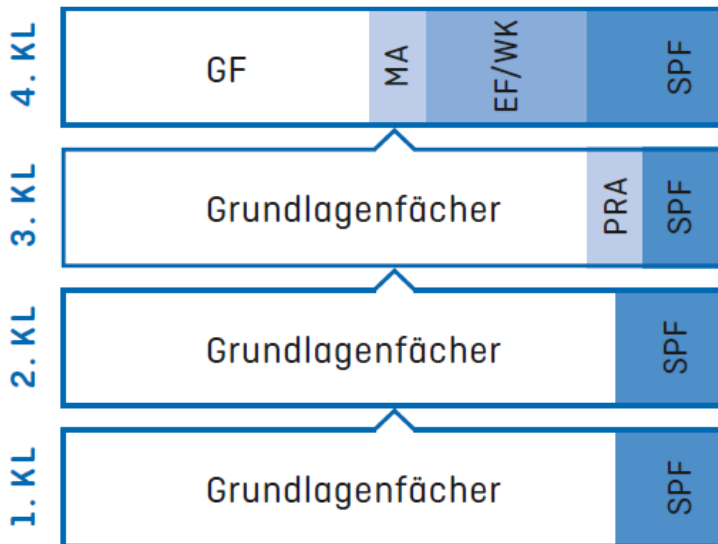 4. KL
GF
MA
EF/WK
SPF
3. KL
Grundlagenfächer
PRA
SPF
2. KL
Grundlagenfächer
SPF
1. KL
Grundlagenfächer
SPF